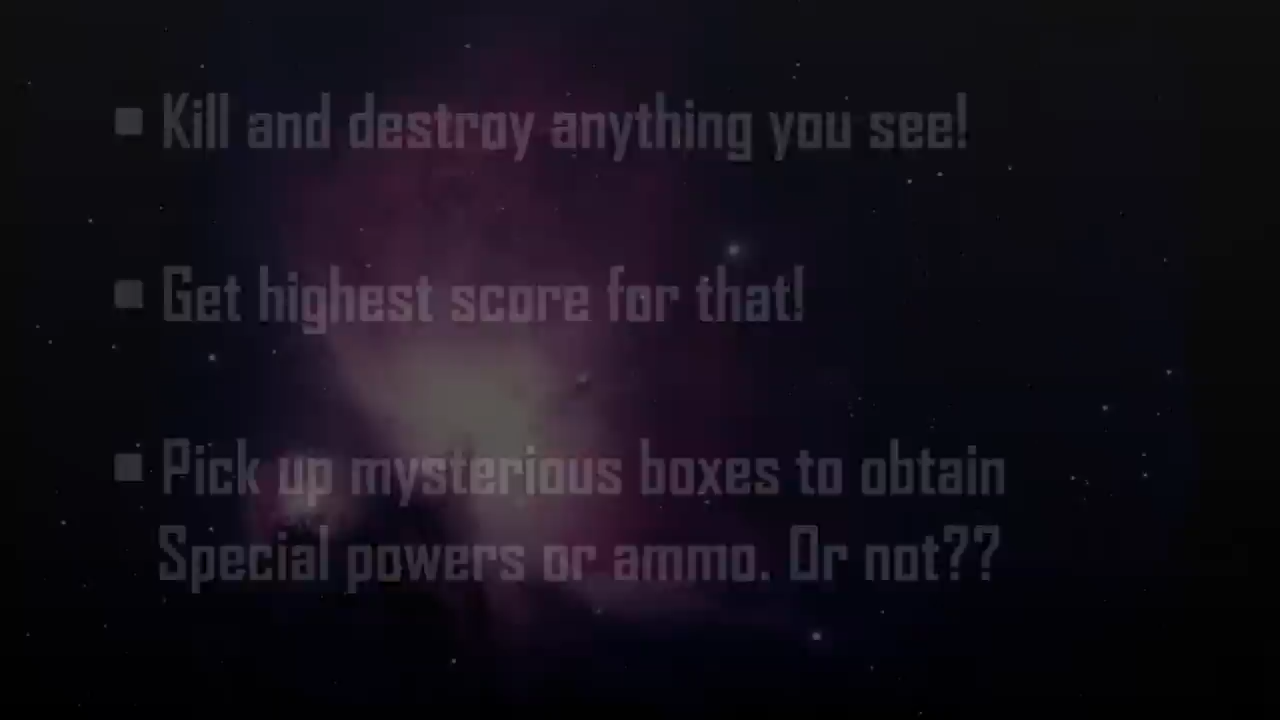 ▪ Kill and destroy anything you see!
▪ Get highest score for that!
▪ Pick up mysterious boxes to obtain
Special powers or ammo. Or not??